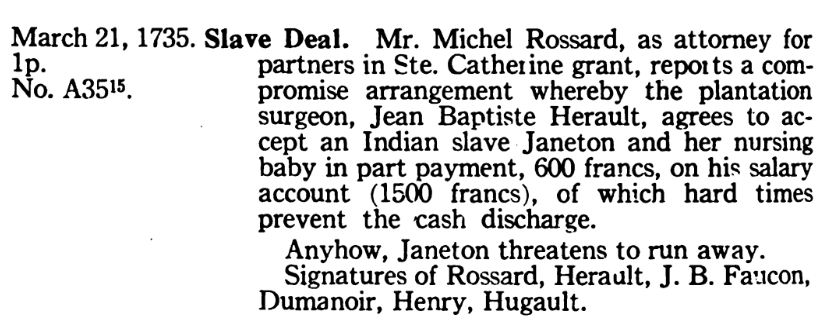 March 21, 1735. Slave Deal. Mr. Michel Rossard, as attorney for
1p. partners in Ste. Catherine grant, reports a com-
No. A35¹⁵. promise arrangement whereby the plantation
surgeon, Jean Baptiste Herault, agrees to ac-
cept an Indian slave Janeton and her nursing
baby in part payment, 600 francs, on his salary
account (1500 francs), of which hard times
prevent the cash discharge.
Anyhow, Janeton threatens to run away.
Signatures of Rossard, Herault, J. B. Faucon,
Dumanoir, Henry, Hugault.